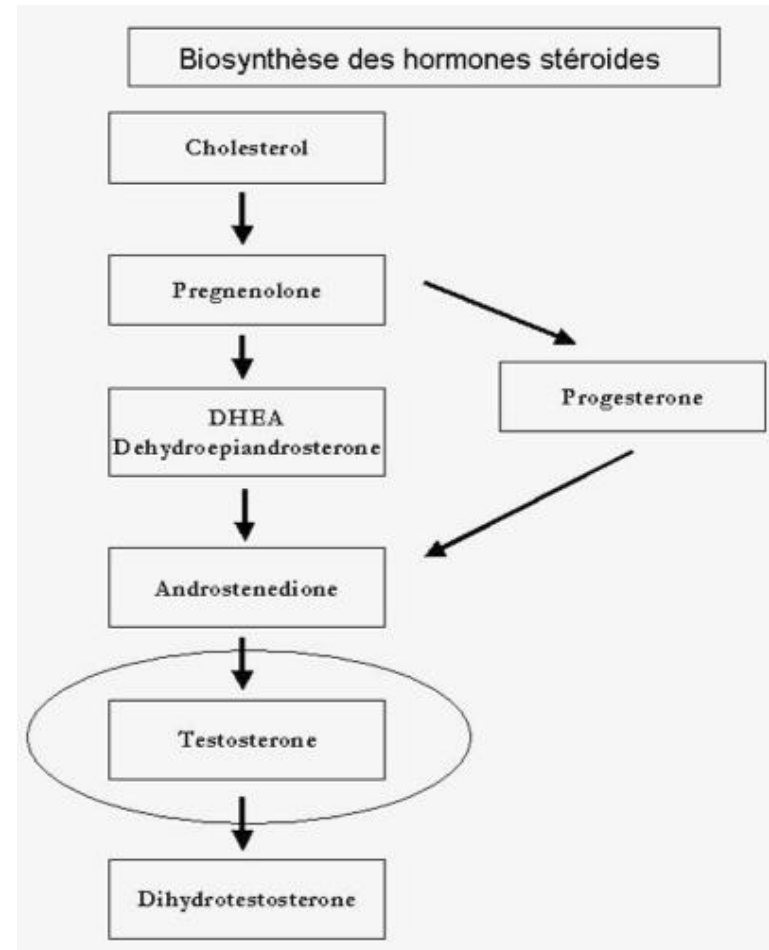 Biosynthèse des hormones stéroides
Cholesterol
Pregnenolone
Progesterone
DHEA
Dehydroepiandrosterone
Androstenedione
Testosterone
Dihydrotestosterone